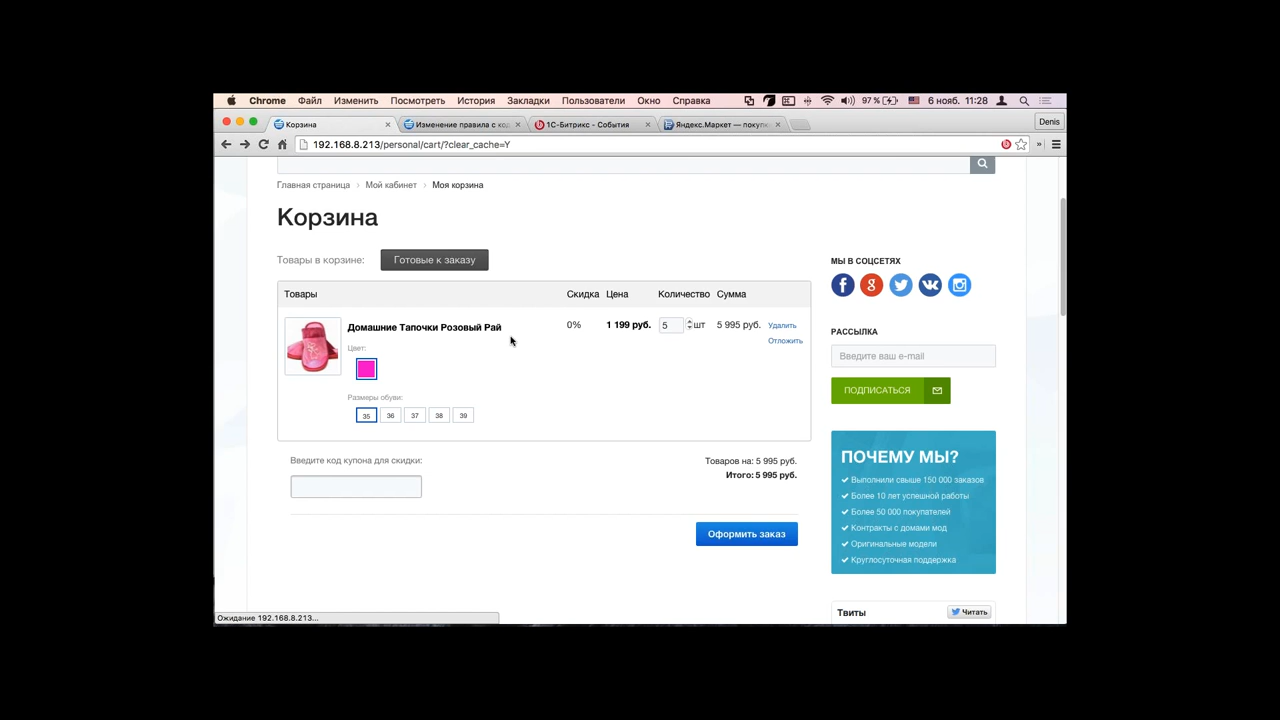 Chrome Файл Изменить Посмотреть История Закладки Пользователи Окно Справка 97 % 6 нояб. 11:28
Корзина Изменение правила с код 1С-Битрикс - События Яндекс.Маркет — покупк Denis
192.168.8.213/personal/cart/?clear_cache=Y
Главная страница › Мой кабинет › Моя корзина
Корзина
Товары в корзине: Готовые к заказу
Товары Скидка Цена Количество Сумма
Домашние Тапочки Розовый Рай 0% 1 199 руб. 5 шт 5 995 руб. Удалить
Отложить
Цвет:
Размеры обуви:
35 36 37 38 39
Введите код купона для скидки:
Товаров на: 5 995 руб.
Итого: 5 995 руб.
Оформить заказ
МЫ В СОЦСЕТЯХ
РАССЫЛКА
Введите ваш e-mail
ПОДПИСАТЬСЯ
ПОЧЕМУ МЫ?
Выполнили свыше 150 000 заказов
Более 10 лет успешной работы
Более 50 000 покупателей
Контракты с домами мод
Оригинальные модели
Круглосуточная поддержка
Твиты Читать
Ожидание 192.168.8.213...